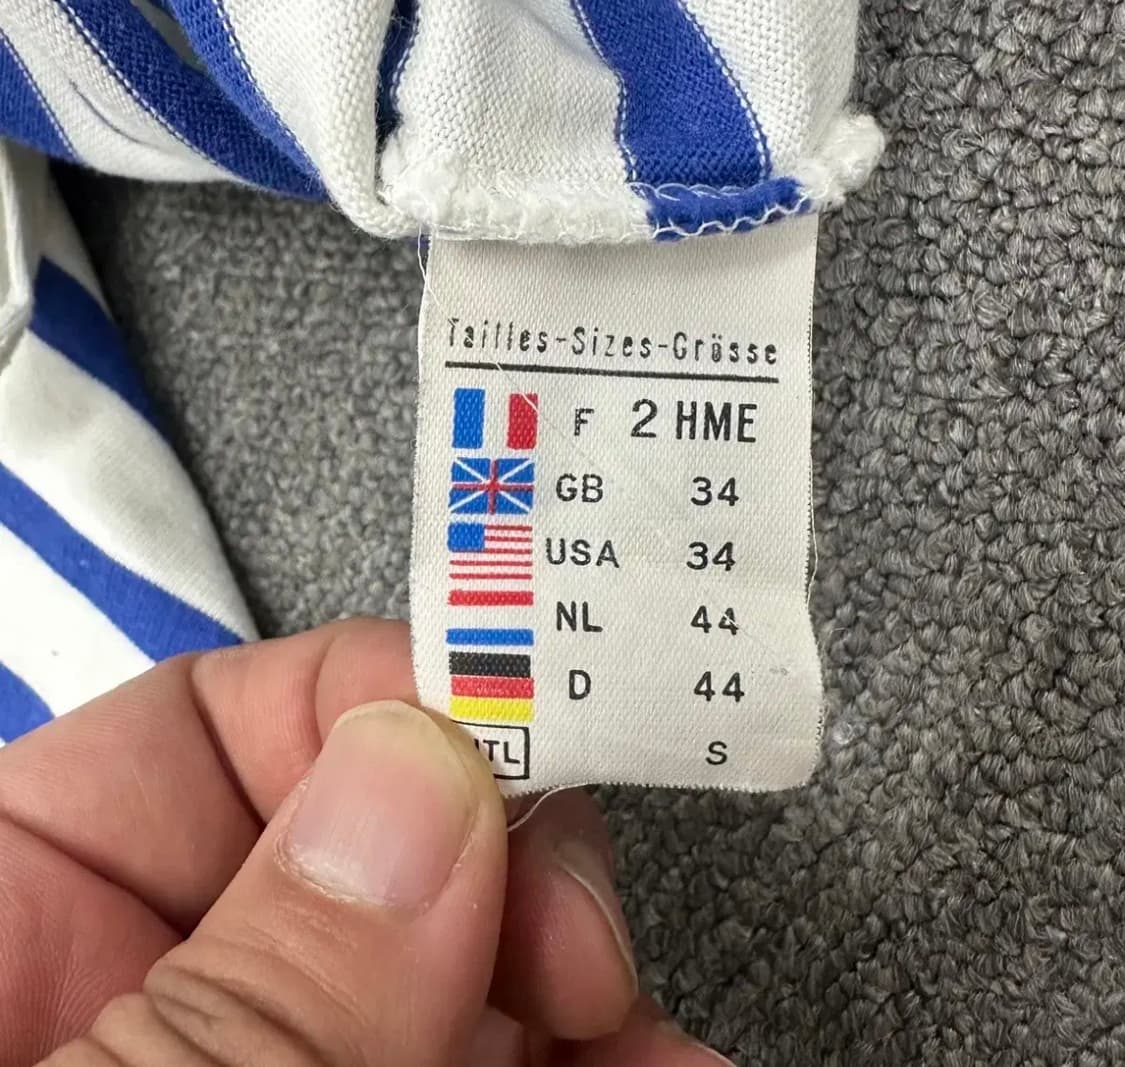 Tailles-Sizes-Grösse
F 2 HME
GB 34
USA 34
NL 44
D 44
S